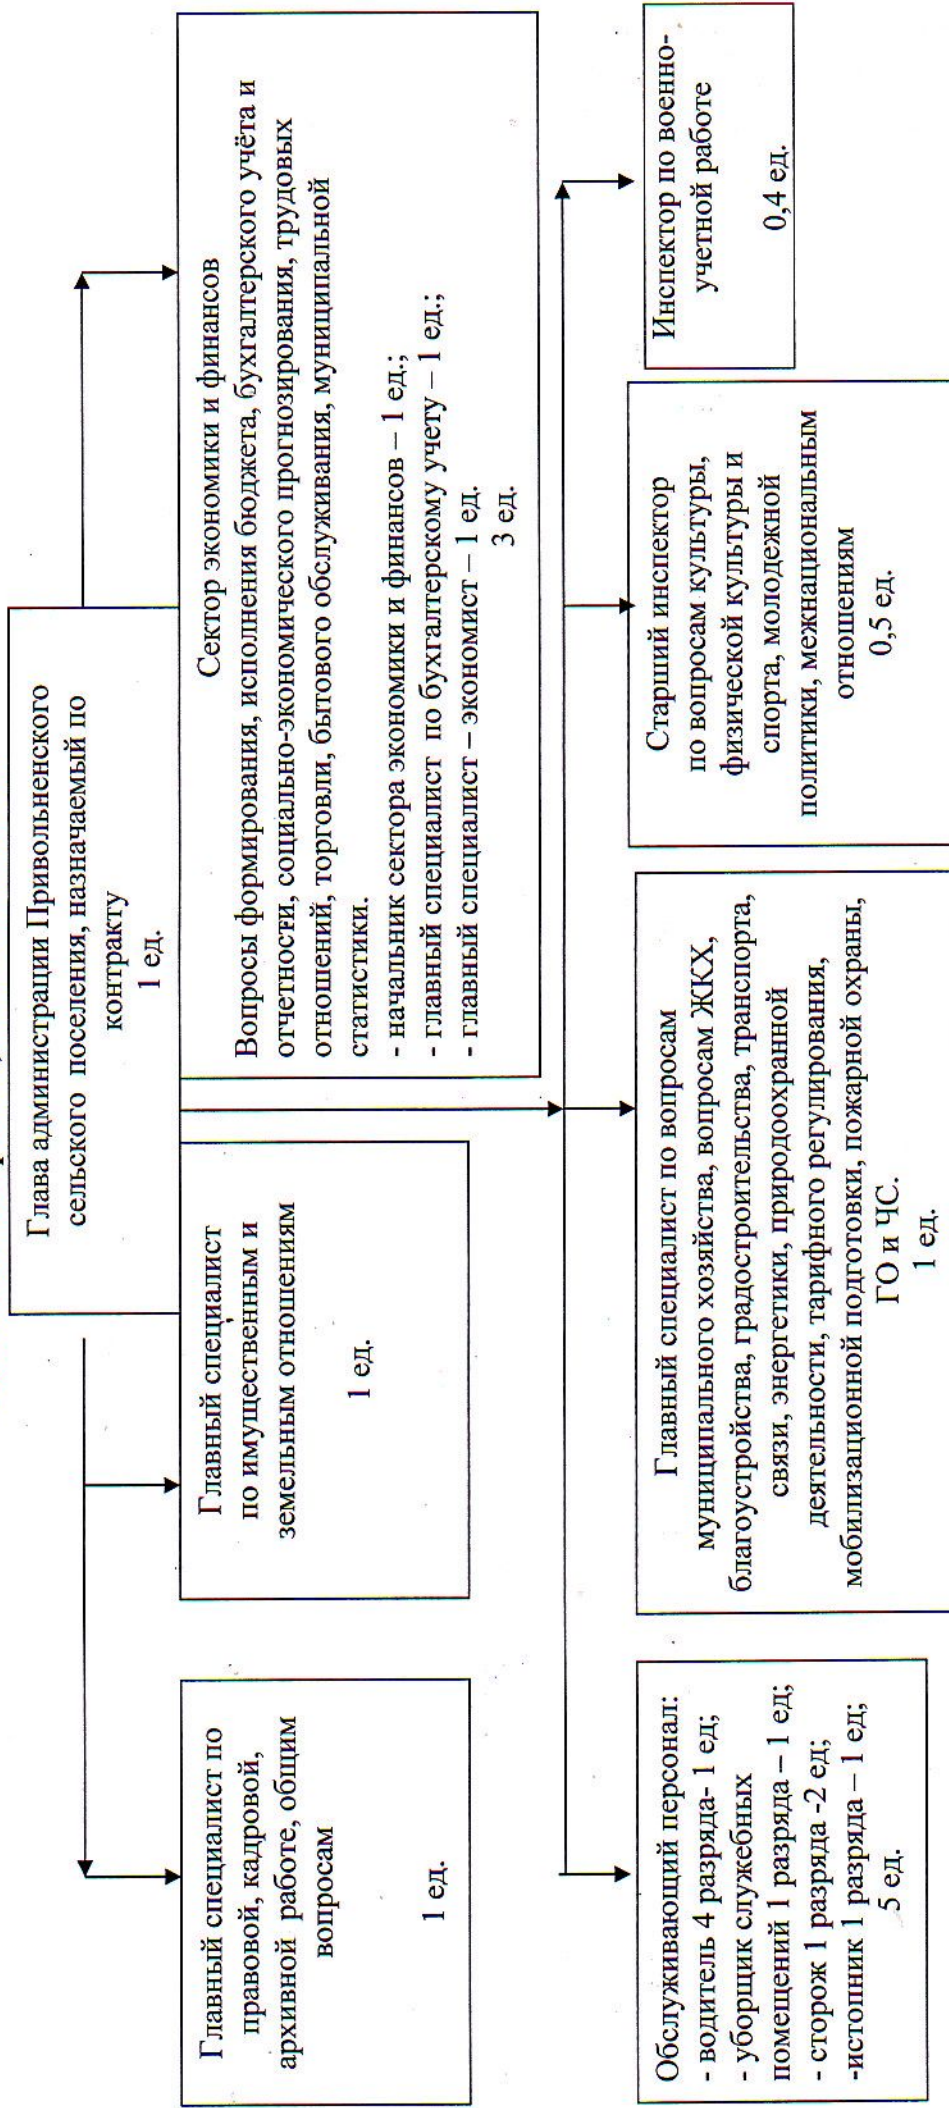 Глава администрации Привольненского
сельского поселения, назначаемый по
контракту
1 ед.
Главный специалист по
правовой, кадровой,
архивной работе, общим
вопросам
1 ед.
Главный специалист
по имущественным и
земельным отношениям
1 ед.
Сектор экономики и финансов
Вопросы формирования, исполнения бюджета, бухгалтерского учёта и
отчетности, социально-экономического прогнозирования, трудовых
отношений, торговли, бытового обслуживания, муниципальной
статистики.
- начальник сектора экономики и финансов – 1 ед.;
- главный специалист по бухгалтерскому учету – 1 ед.;
- главный специалист – экономист – 1 ед.
3 ед.
Обслуживающий персонал:
- водитель 4 разряда- 1 ед;
- уборщик служебных
помещений 1 разряда – 1 ед;
- сторож 1 разряда -2 ед;
-истопник 1 разряда – 1 ед;
5 ед.
Главный специалист по вопросам
муниципального хозяйства, вопросам ЖКХ,
благоустройства, градостроительства, транспорта,
связи, энергетики, природоохранной
деятельности, тарифного регулирования,
мобилизационной подготовки, пожарной охраны,
ГО и ЧС.
1 ед.
Старший инспектор
по вопросам культуры,
физической культуры и
спорта, молодежной
политики, межнациональным
отношениям
0,5 ед.
Инспектор по военно-
учетной работе
0,4 ед.